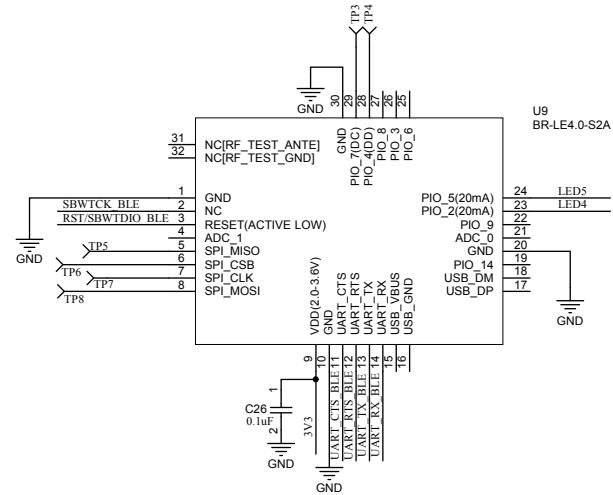 TP3
TP4
GND
30
29
28
27
26
25
GND
PIO_7(DC)
PIO_4(DD)
PIO_8
PIO_3
PIO_6
U9
BR-LE4.0-S2A
31
NC[RF_TEST_ANTE]
32
NC[RF_TEST_GND]
1
GND
SBWTCK_BLE
2
NC
RST/SBWTDIO_BLE
3
RESET(ACTIVE LOW)
4
ADC_1
TP5
5
SPI_MISO
TP6
6
SPI_CSB
TP7
7
SPI_CLK
TP8
8
SPI_MOSI
GND
PIO_5(20mA)
24
LED5
PIO_2(20mA)
23
LED4
PIO_9
22
ADC_0
21
GND
20
PIO_14
19
USB_DM
18
USB_DP
17
GND
VDD(2.0-3.6V)
GND
UART_CTS
UART_RTS
UART_TX
UART_RX
USB_VBUS
USB_GND
9
10
11
12
13
14
15
16
3V3
UART_CTS_BLE
UART_RTS_BLE
UART_TX_BLE
UART_RX_BLE
1
C26
0.1uF
2
GND
GND